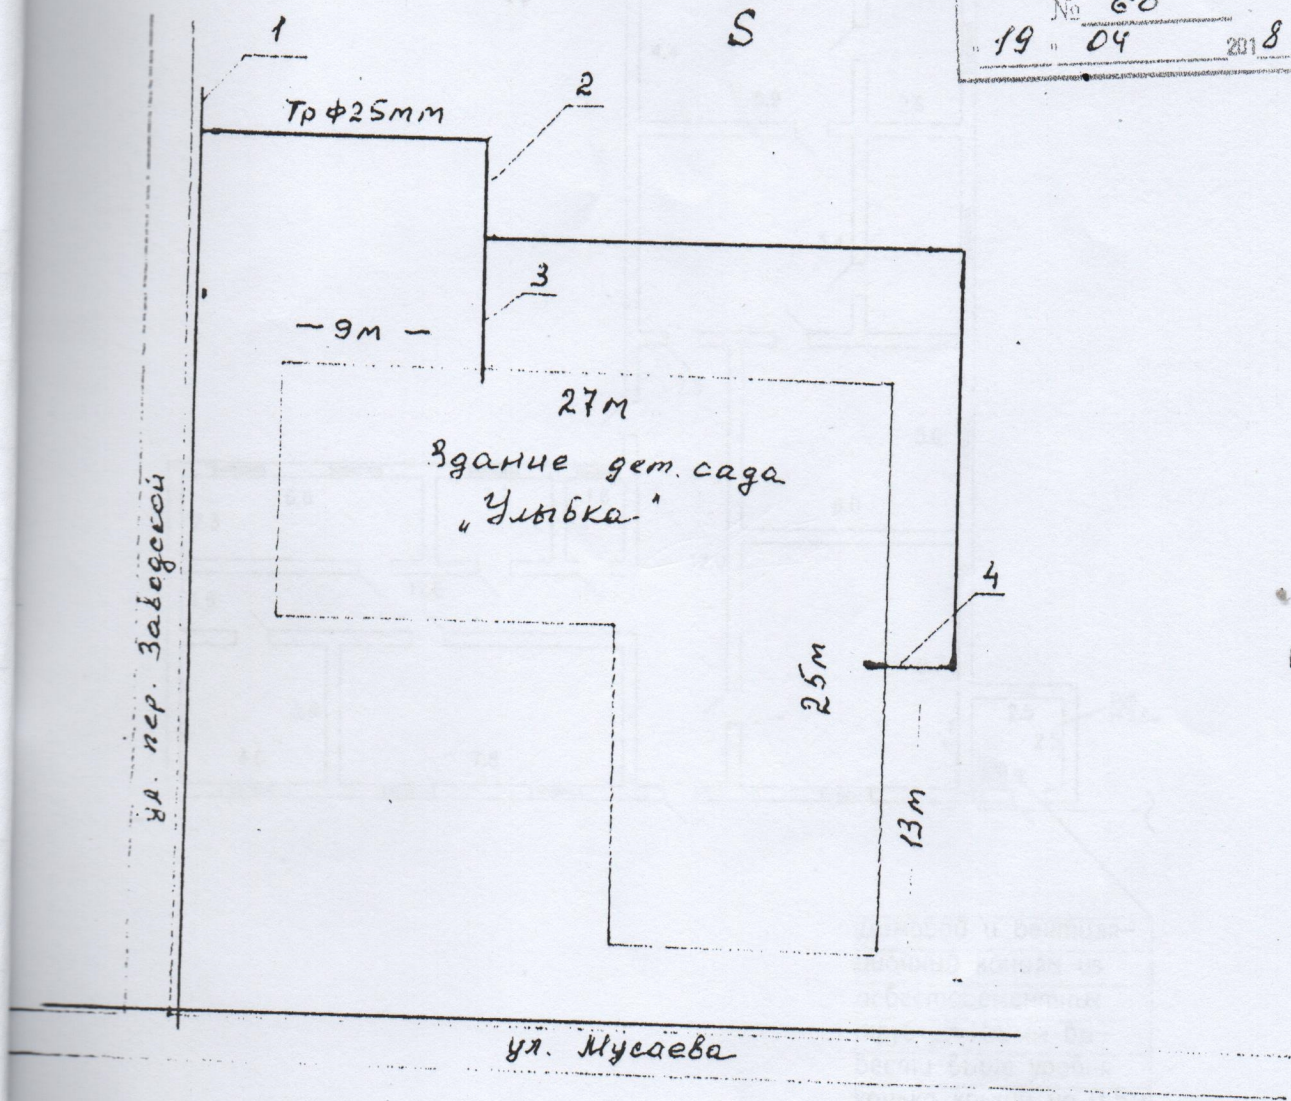 № 60
" 19 " 04 2018
S
1
Тр ф25мм
2
3
— 9м —
27м
Здание дет. сада
„Улыбка"
4
25м
13м
ул. пер. Заводской
ул. Мусаева